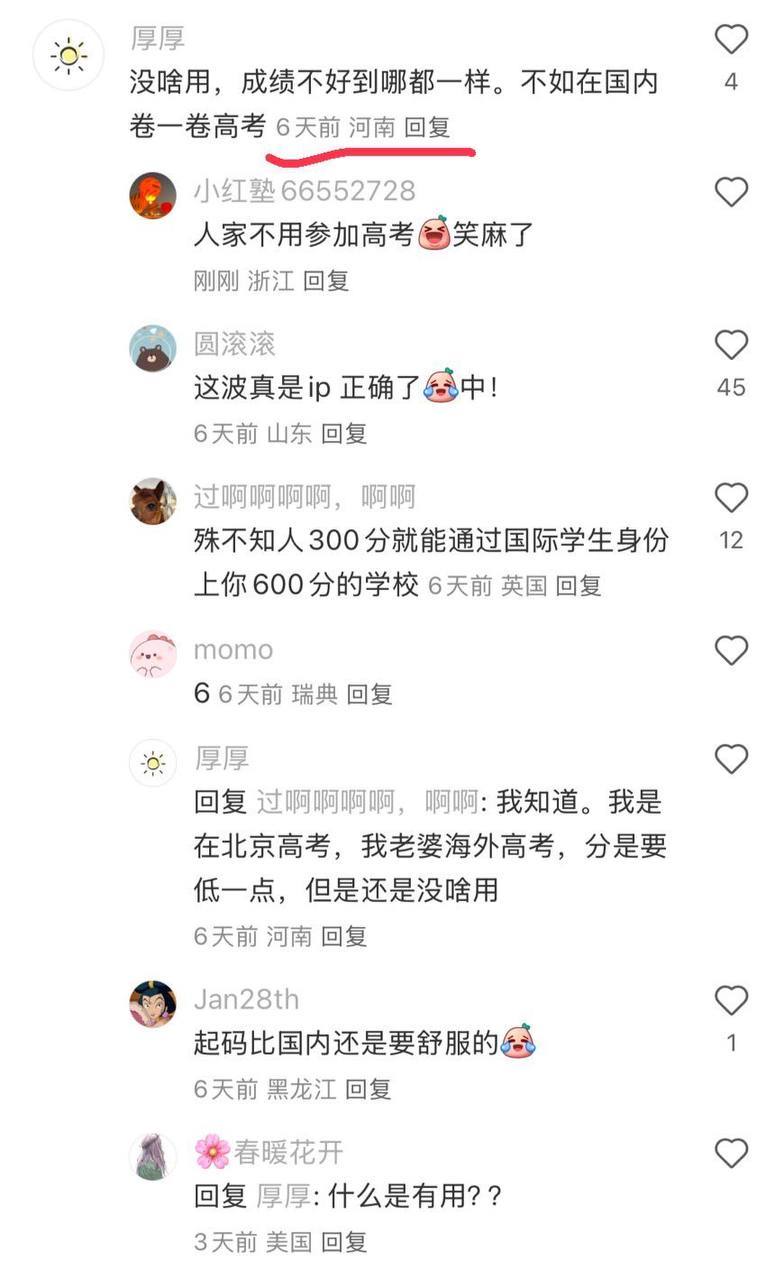 厚厚
没啥用，成绩不好到哪都一样。不如在国内
4
卷一卷高考 6天前 河南 回复
小红塾66552728
人家不用参加高考笑麻了
刚刚 浙江 回复
圆滚滚
这波真是ip 正确了中！
45
6天前 山东 回复
过啊啊啊啊，啊啊
殊不知人300分就能通过国际学生身份
12
上你600分的学校 6天前 英国 回复
momo
6 6天前 瑞典 回复
厚厚
回复 过啊啊啊啊，啊啊: 我知道。我是
在北京高考，我老婆海外高考，分是要
低一点，但是还是没啥用
6天前 河南 回复
Jan28th
起码比国内还是要舒服的
1
6天前 黑龙江 回复
🌸春暖花开
回复 厚厚: 什么是有用? ?
3天前 美国 回复